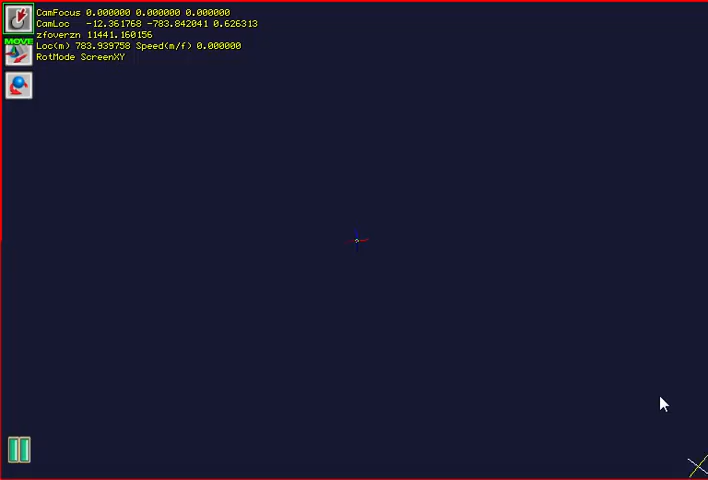 CamFocus 0.000000 0.000000 0.000000
CamLoc -12.361768 -783.842041 0.626313
zfoverzn 11441.160156
Loc(m) 783.939758 Speed(m/f) 0.000000
RotMode ScreenXY
MOVE